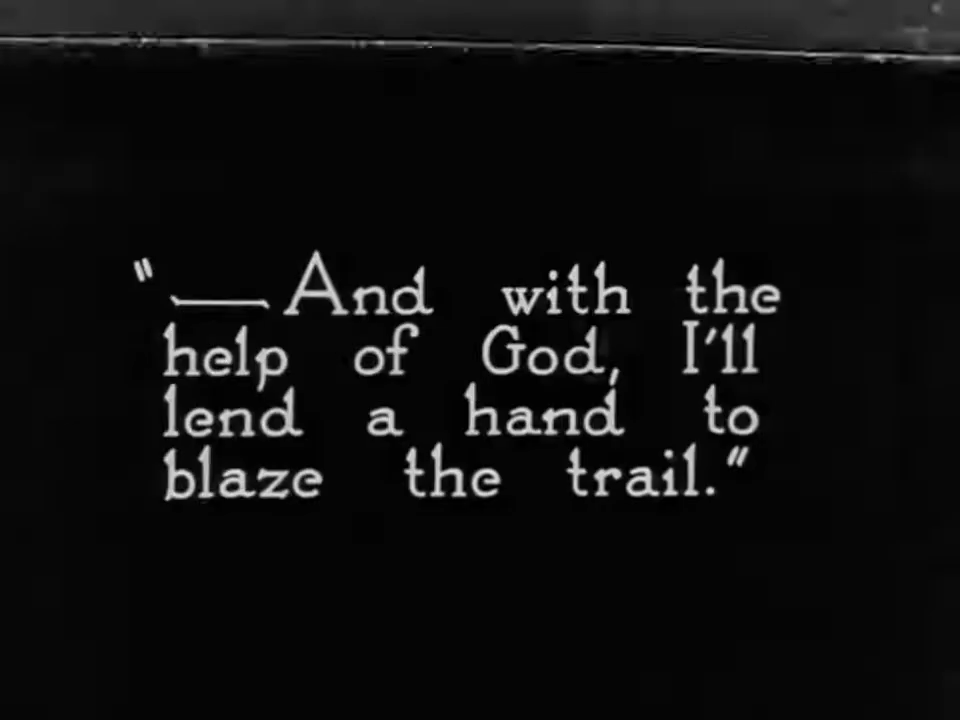 "—And with the
help of God, I'll
lend a hand to
blaze the trail."